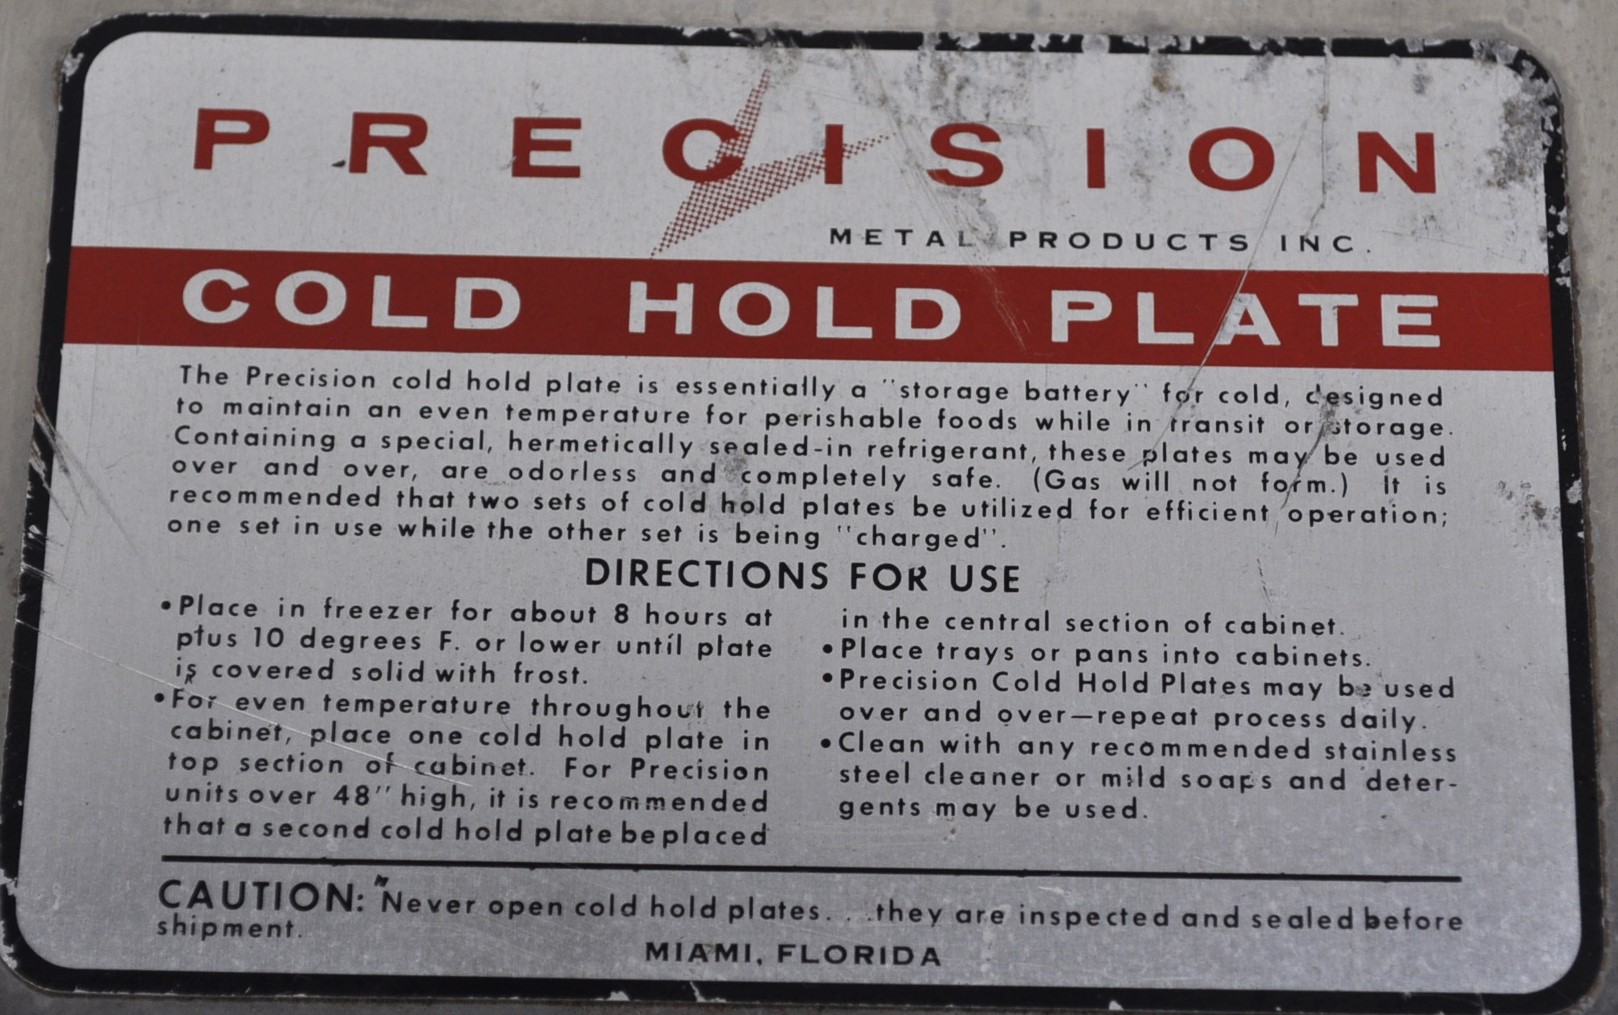 PRECISION
METAL PRODUCTS INC.
COLD HOLD PLATE
The Precision cold hold plate is essentially a "storage battery" for cold, designed
to maintain an even temperature for perishable foods while in transit or storage.
Containing a special, hermetically sealed-in refrigerant, these plates may be used
over and over, are odorless and completely safe. (Gas will not form.) It is
recommended that two sets of cold hold plates be utilized for efficient operation;
one set in use while the other set is being "charged".
DIRECTIONS FOR USE
•Place in freezer for about 8 hours at
plus 10 degrees F. or lower until plate
is covered solid with frost.
•For even temperature throughout the
cabinet, place one cold hold plate in
top section of cabinet. For Precision
units over 48" high, it is recommended
that a second cold hold plate be placed
in the central section of cabinet.
•Place trays or pans into cabinets.
•Precision Cold Hold Plates may be used
over and over—repeat process daily.
•Clean with any recommended stainless
steel cleaner or mild soaps and deter-
gents may be used.
CAUTION: Never open cold hold plates. . .they are inspected and sealed before
shipment.
MIAMI, FLORIDA